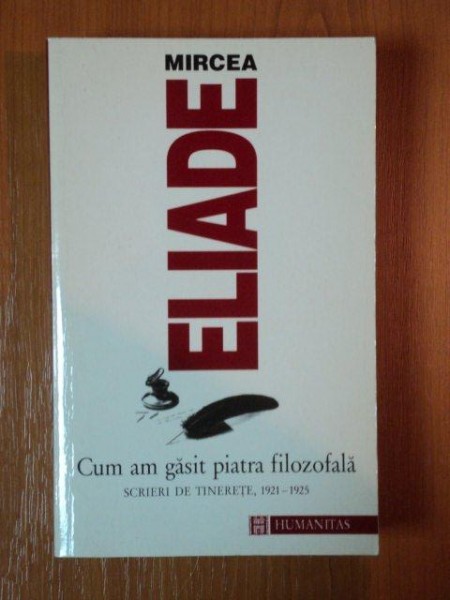 MIRCEA
ELIADE
Cum am găsit piatra filozofală
SCRIERI DE TINEREȚE, 1921–1925
HUMANITAS